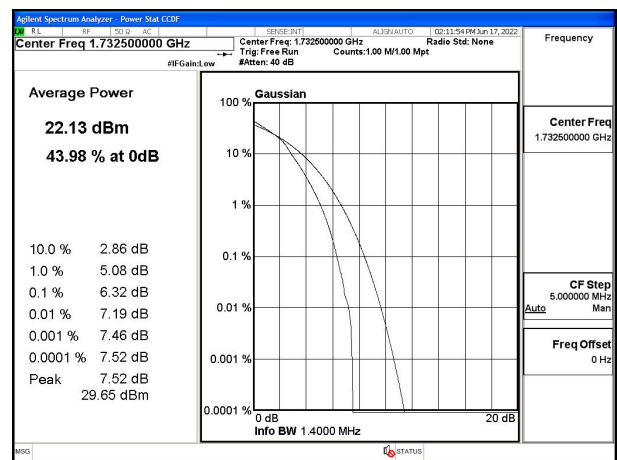 Agilent Spectrum Analyzer - Power Stat CCDF
RL RF 50 Ω AC SENSE:INT ALIGN AUTO 02:11:54 PM Jun 17, 2022
Center Freq 1.732500000 GHz
Center Freq: 1.732500000 GHz Radio Std: None
Trig: Free Run Counts:1.00 M/1.00 Mpt
#IFGain:Low #Atten: 40 dB
Frequency
Average Power
22.13 dBm
43.98 % at 0dB
10.0 % 2.86 dB
1.0 % 5.08 dB
0.1 % 6.32 dB
0.01 % 7.19 dB
0.001 % 7.46 dB
0.0001 % 7.52 dB
Peak 7.52 dB
29.65 dBm
Gaussian
100 %
10 %
1 %
0.1 %
0.01 %
0.001 %
0.0001 %
0 dB 20 dB
Info BW 1.4000 MHz
Center Freq
1.732500000 GHz
CF Step
5.000000 MHz
Auto Man
Freq Offset
0 Hz
MSG STATUS